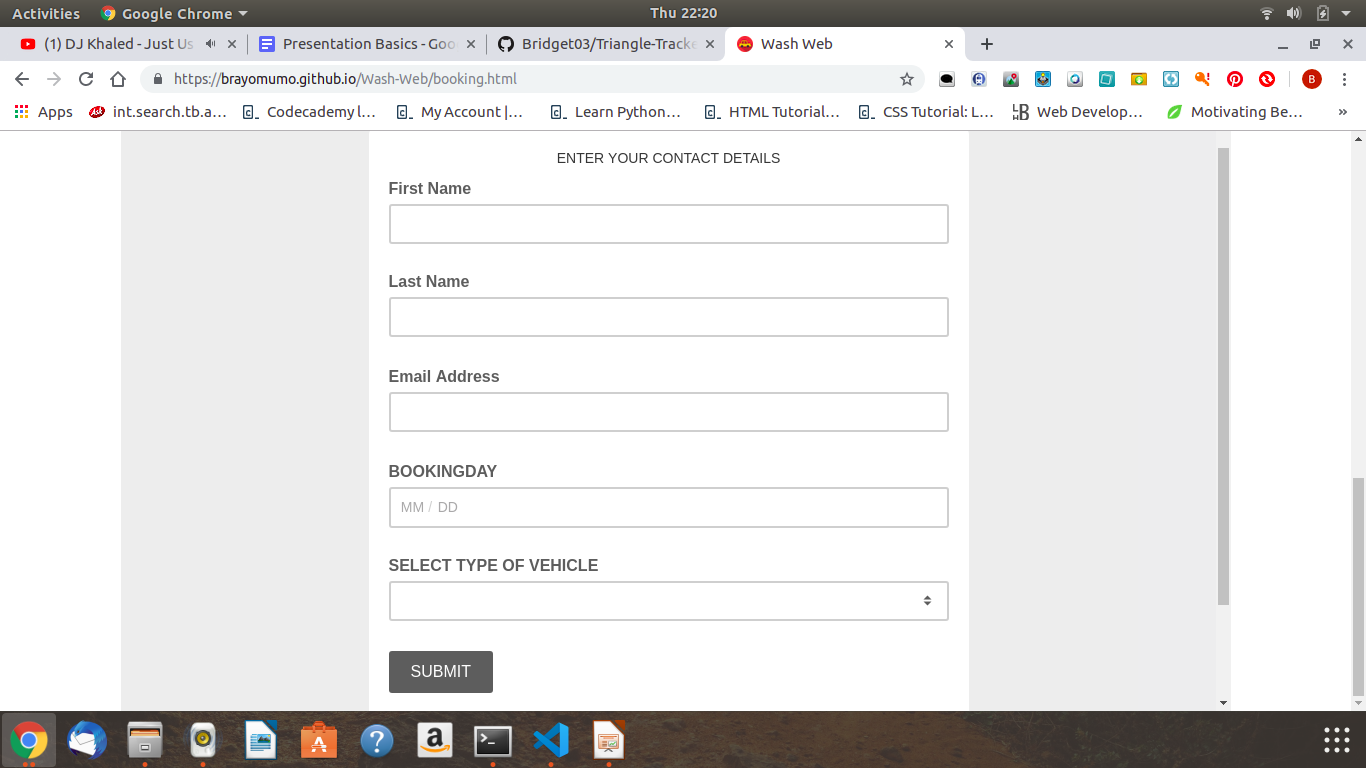 Activities Google Chrome Thu 22:20
(1) DJ Khaled - Just Us Presentation Basics - Goo Bridget03/Triangle-Tracke Wash Web
https://brayomumo.github.io/Wash-Web/booking.html B
Apps int.search.tb.a... Codecademy l... My Account |... Learn Python... HTML Tutorial... CSS Tutorial: L... Web Develop... Motivating Be... »
ENTER YOUR CONTACT DETAILS
First Name
Last Name
Email Address
BOOKINGDAY
MM / DD
SELECT TYPE OF VEHICLE
SUBMIT